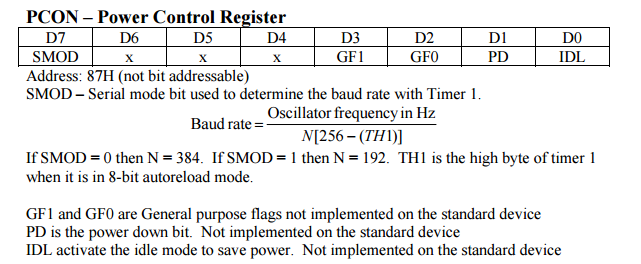 PCON – Power Control Register
D7 D6 D5 D4 D3 D2 D1 D0
SMOD x x x GF1 GF0 PD IDL
Address: 87H (not bit addressable)
SMOD – Serial mode bit used to determine the baud rate with Timer 1.
Baud rate = Oscillator frequency in Hz / N[256 – (TH1)]
If SMOD = 0 then N = 384. If SMOD = 1 then N = 192. TH1 is the high byte of timer 1
when it is in 8-bit autoreload mode.
GF1 and GF0 are General purpose flags not implemented on the standard device
PD is the power down bit. Not implemented on the standard device
IDL activate the idle mode to save power. Not implemented on the standard device